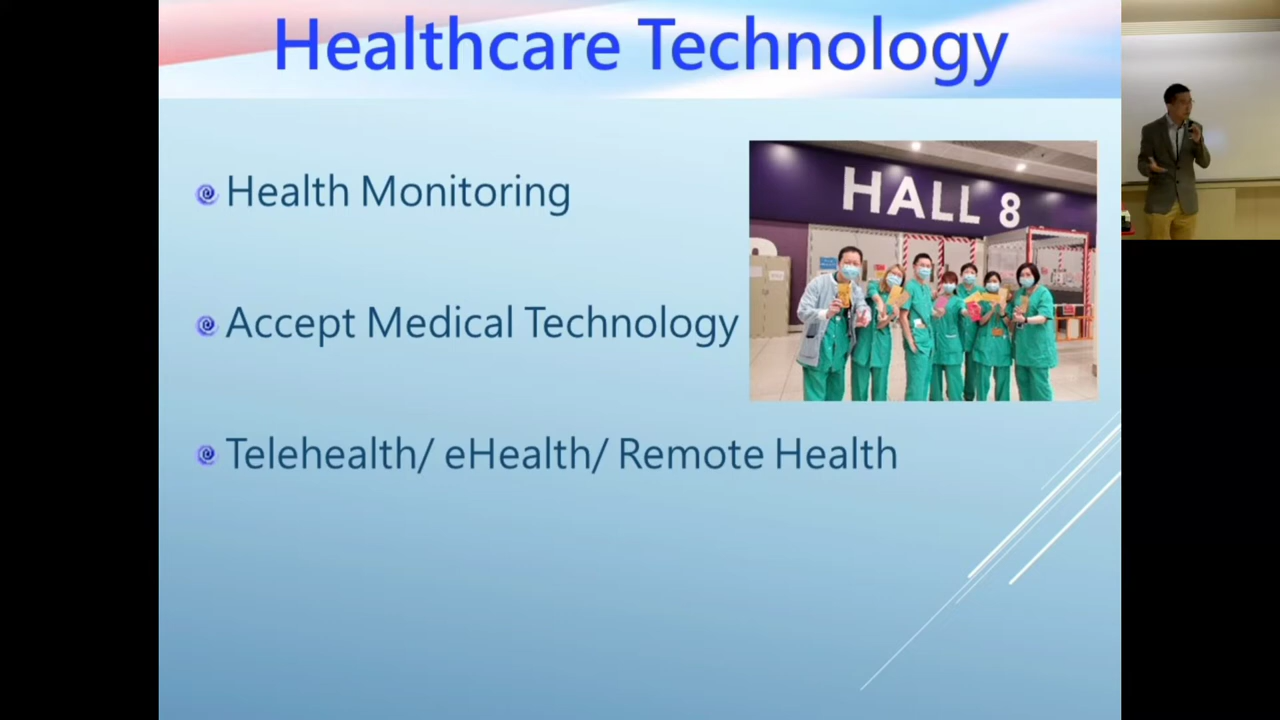 Healthcare Technology
Health Monitoring
Accept Medical Technology
Telehealth/ eHealth/ Remote Health
HALL 8